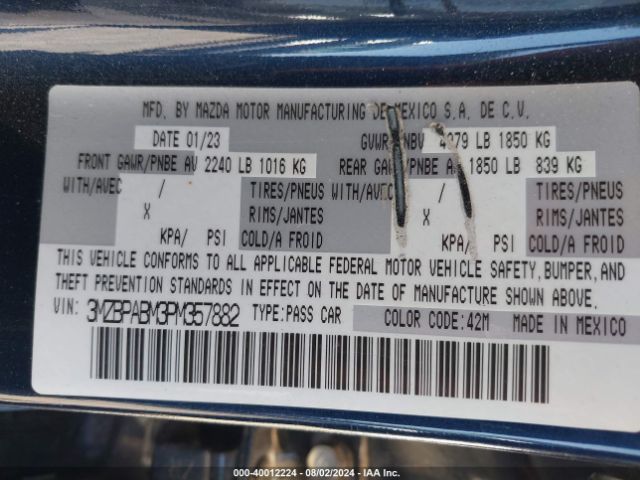 MFD. BY MAZDA MOTOR MANUFACTURING DE MEXICO S.A. DE C.V.
DATE 01/23 GVWR/PNBV 4079 LB 1850 KG
FRONT GAWR/PNBE AV 2240 LB 1016 KG REAR GAWR/PNBE 1850 LB 839 KG
WITH/AVEC / TIRES/PNEUS WITH/AVEC / TIRES/PNEUS
X RIMS/JANTES X RIMS/JANTES
KPA/ PSI COLD/A FROID KPA/ PSI COLD/A FROID
THIS VEHICLE CONFORMS TO ALL APPLICABLE FEDERAL MOTOR VEHICLE SAFETY, BUMPER, AND
THEFT PREVENTION STANDARDS IN EFFECT ON THE DATE OF MANUFACTURE SHOWN ABOVE.
VIN: 3MZBPABM3PM357882 TYPE:PASS CAR COLOR CODE:42M MADE IN MEXICO
000-40012224 - 08/02/2024 - IAA Inc.